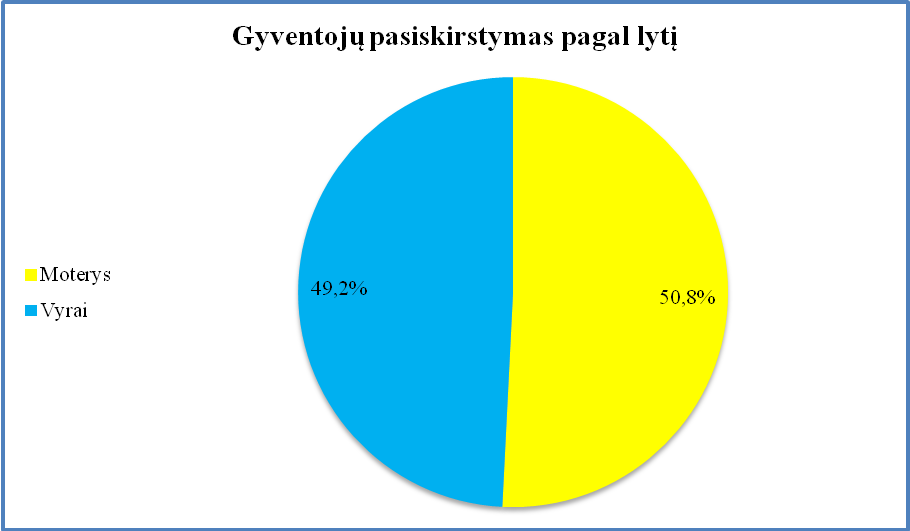 Gyventojų pasiskirstymas pagal lytį
Moterys
Vyrai
49,2%
50,8%